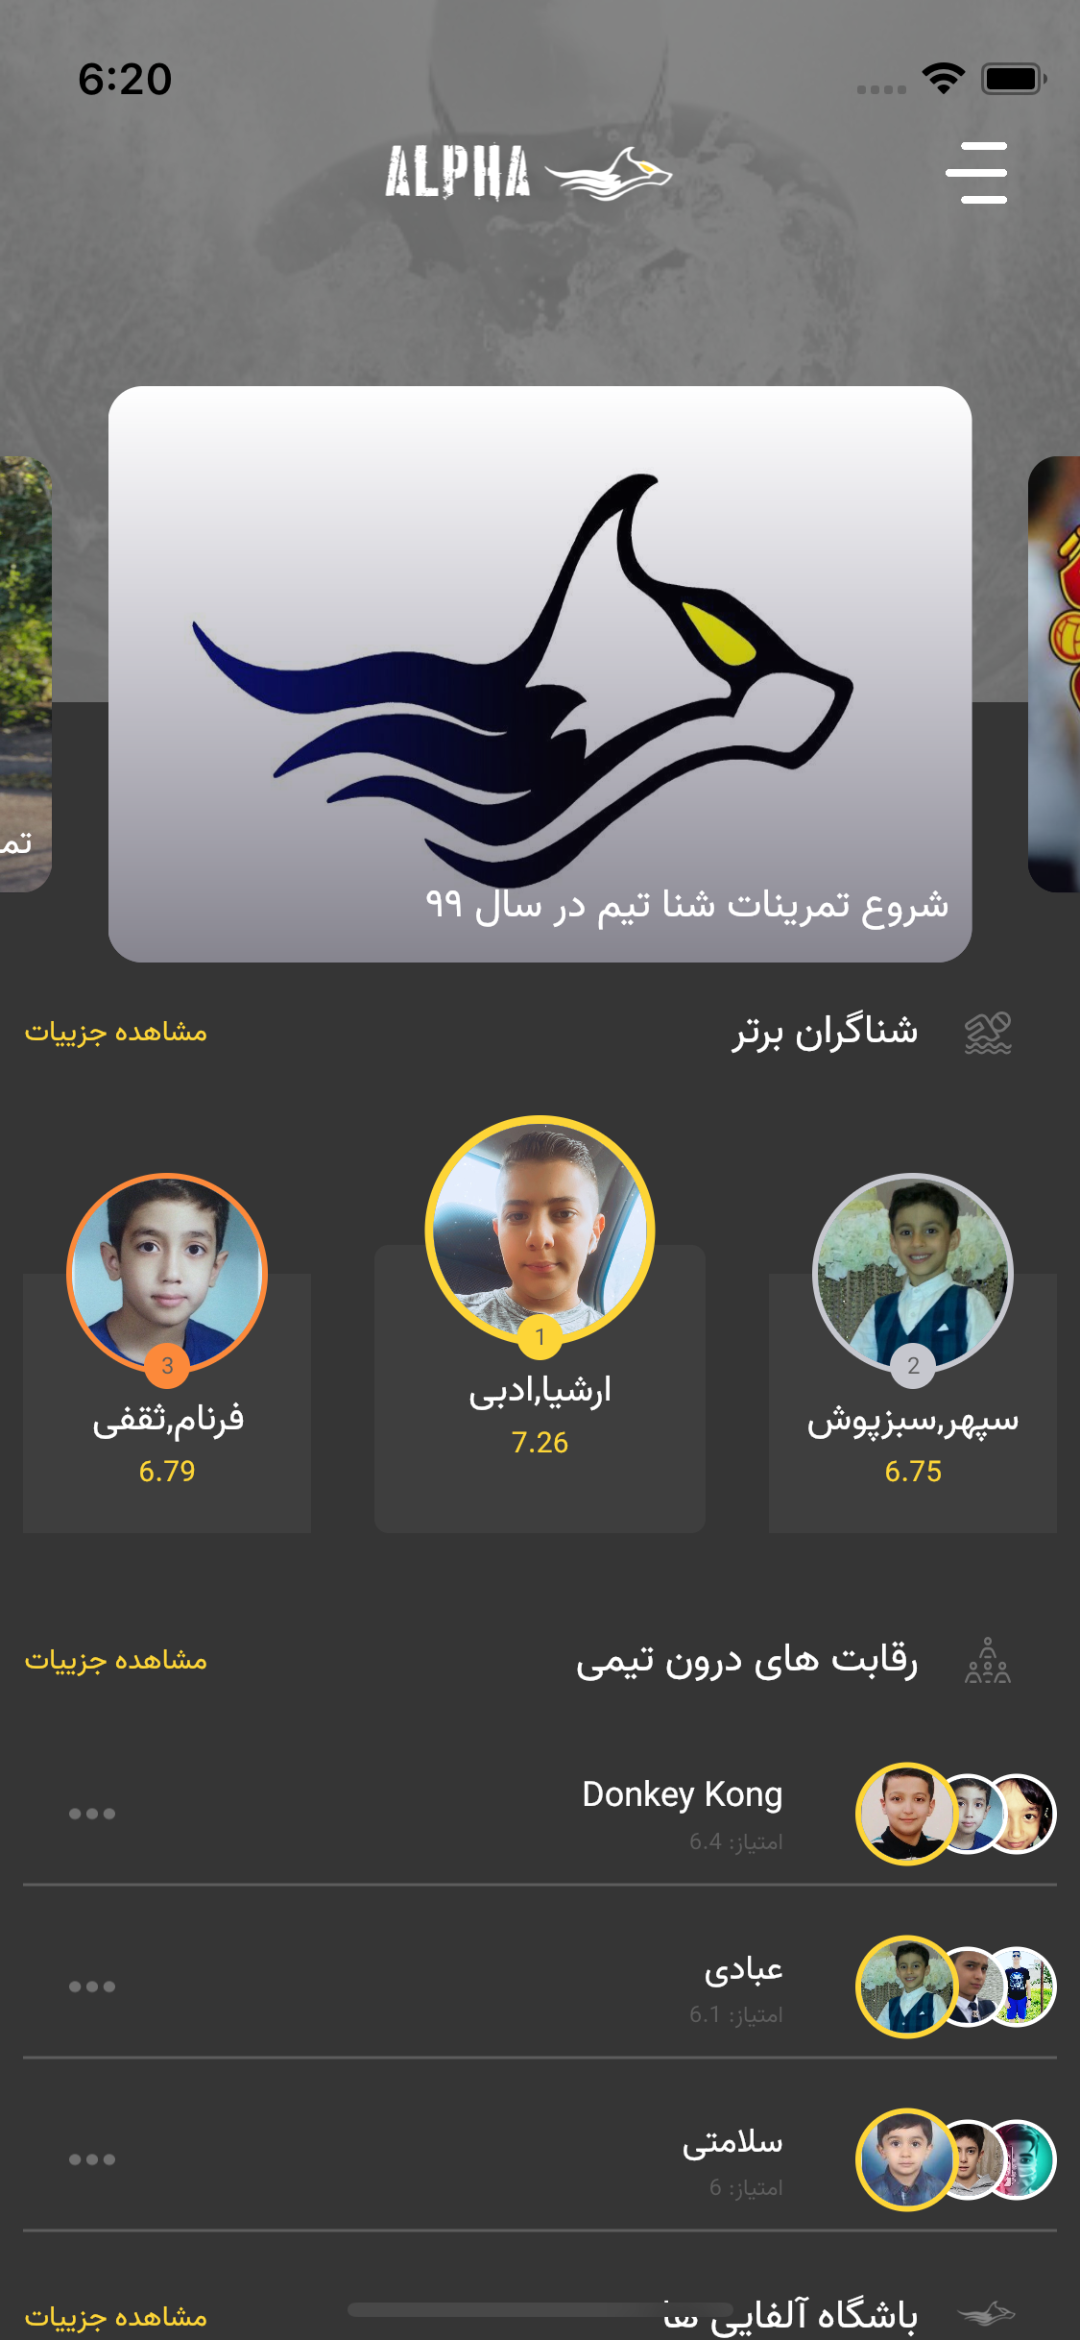 6:20
ALPHA
شروع تمرینات شنا تیم در سال ۹۹
تم
شناگران برتر
مشاهده جزییات
2
سپهر,سبزپوش
6.75
1
ارشیا,ادبی
7.26
3
فرنام,ثقفی
6.79
رقابت های درون تیمی
مشاهده جزییات
Donkey Kong
امتیاز: 6.4
عبادی
امتیاز: 6.1
سلامتی
امتیاز: 6
باشگاه آلفایی ها
مشاهده جزییات